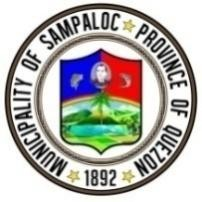 MUNICIPALITY OF SAMPALOC
PROVINCE OF QUEZON
1892